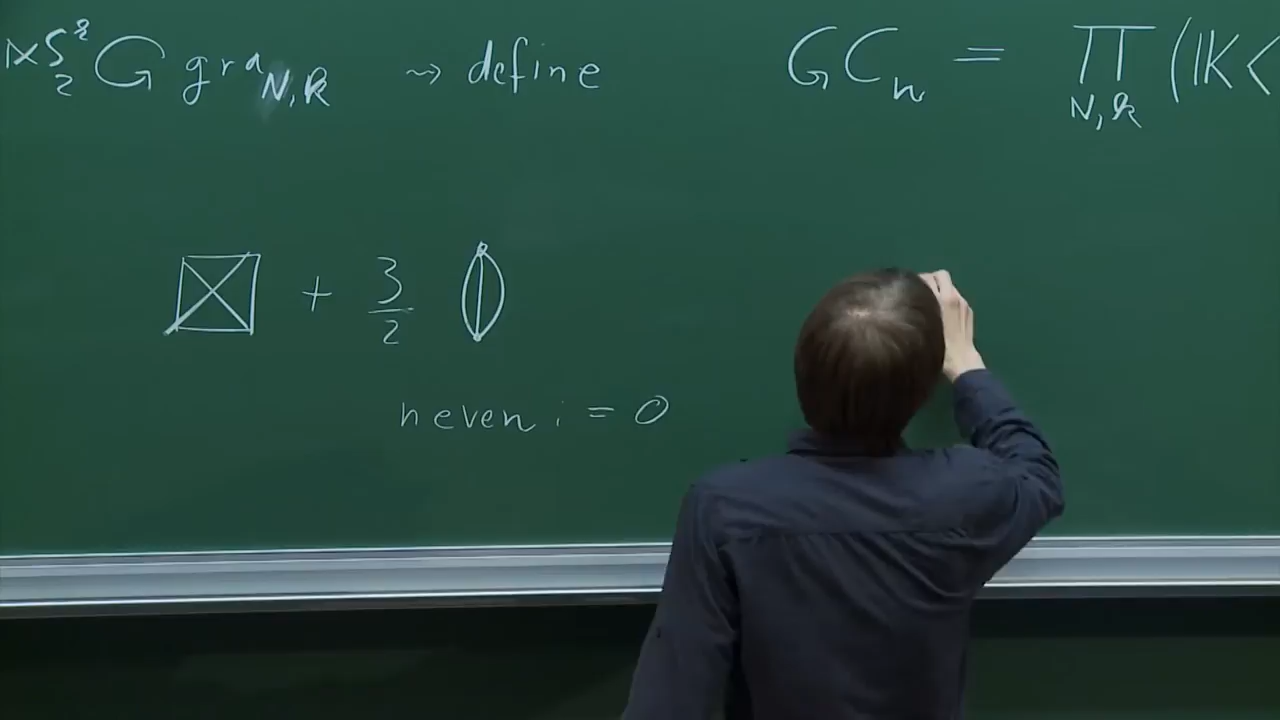 ⋉S₂^k G gra_{N,k} ⇝ define GC_n = ∏_{N,k} (𝕂<
+ 3/2
n even : = 0